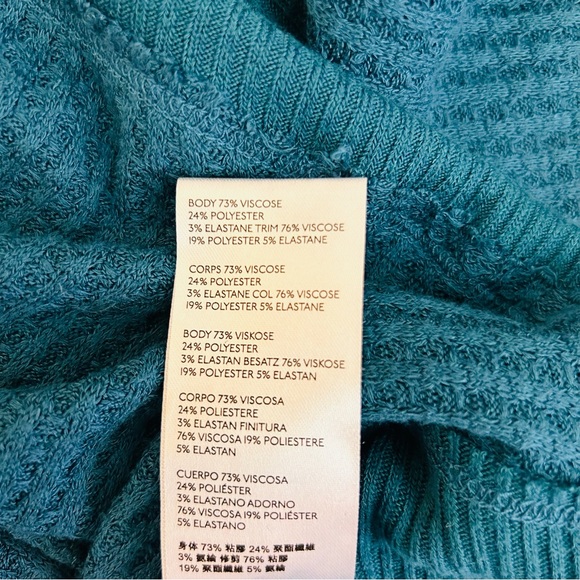 BODY 73% VISCOSE
24% POLYESTER
3% ELASTANE TRIM 76% VISCOSE
19% POLYESTER 5% ELASTANE
CORPS 73% VISCOSE
24% POLYESTER
3% ELASTANE COL 76% VISCOSE
19% POLYESTER 5% ELASTANE
BODY 73% VISKOSE
24% POLYESTER
3% ELASTAN BESATZ 76% VISKOSE
19% POLYESTER 5% ELASTAN
CORPO 73% VISCOSA
24% POLIESTERE
3% ELASTAN FINITURA
76% VISCOSA 19% POLIESTERE
5% ELASTAN
CUERPO 73% VISCOSA
24% POLIÉSTER
3% ELASTANO ADORNO
76% VISCOSA 19% POLIÉSTER
5% ELASTANO
身体 73% 粘膠 24% 聚酯纖維
3% 氨綸 修剪 76% 粘膠
19% 聚酯纖維 5% 氨綸